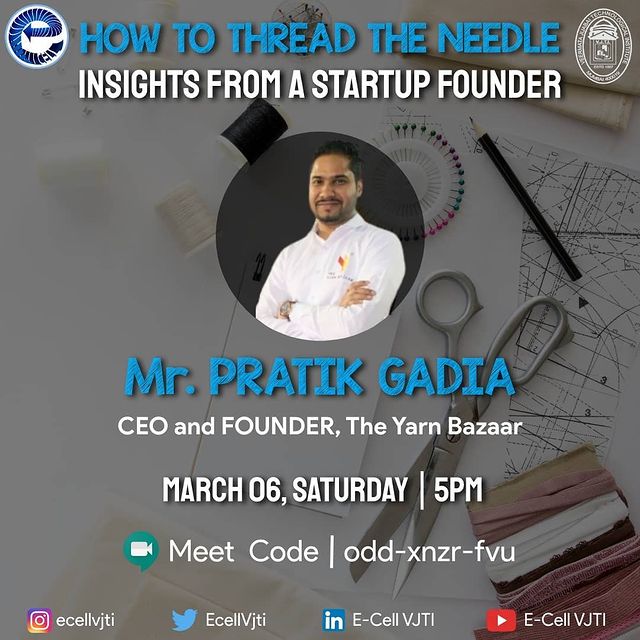 HOW TO THREAD THE NEEDLE
INSIGHTS FROM A STARTUP FOUNDER
Mr. PRATIK GADIA
CEO and FOUNDER, The Yarn Bazaar
MARCH 06, SATURDAY | 5PM
Meet Code | odd-xnzr-fvu
ecellvjti
EcellVjti
E-Cell VJTI
E-Cell VJTI